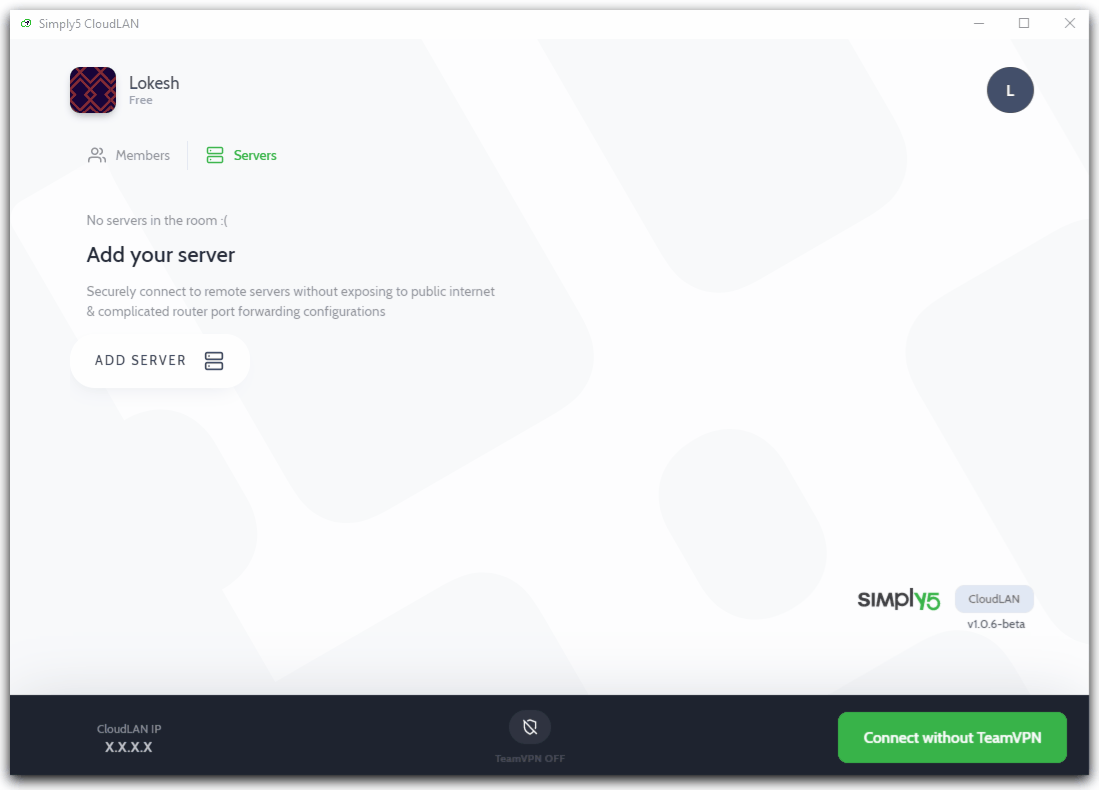 Simply5 CloudLAN
Lokesh
Free
L
Members
Servers
No servers in the room :(
Add your server
Securely connect to remote servers without exposing to public internet
& complicated router port forwarding configurations
ADD SERVER
SIMPLY5
CloudLAN
v1.0.6-beta
CloudLAN IP
X.X.X.X
TeamVPN OFF
Connect without TeamVPN